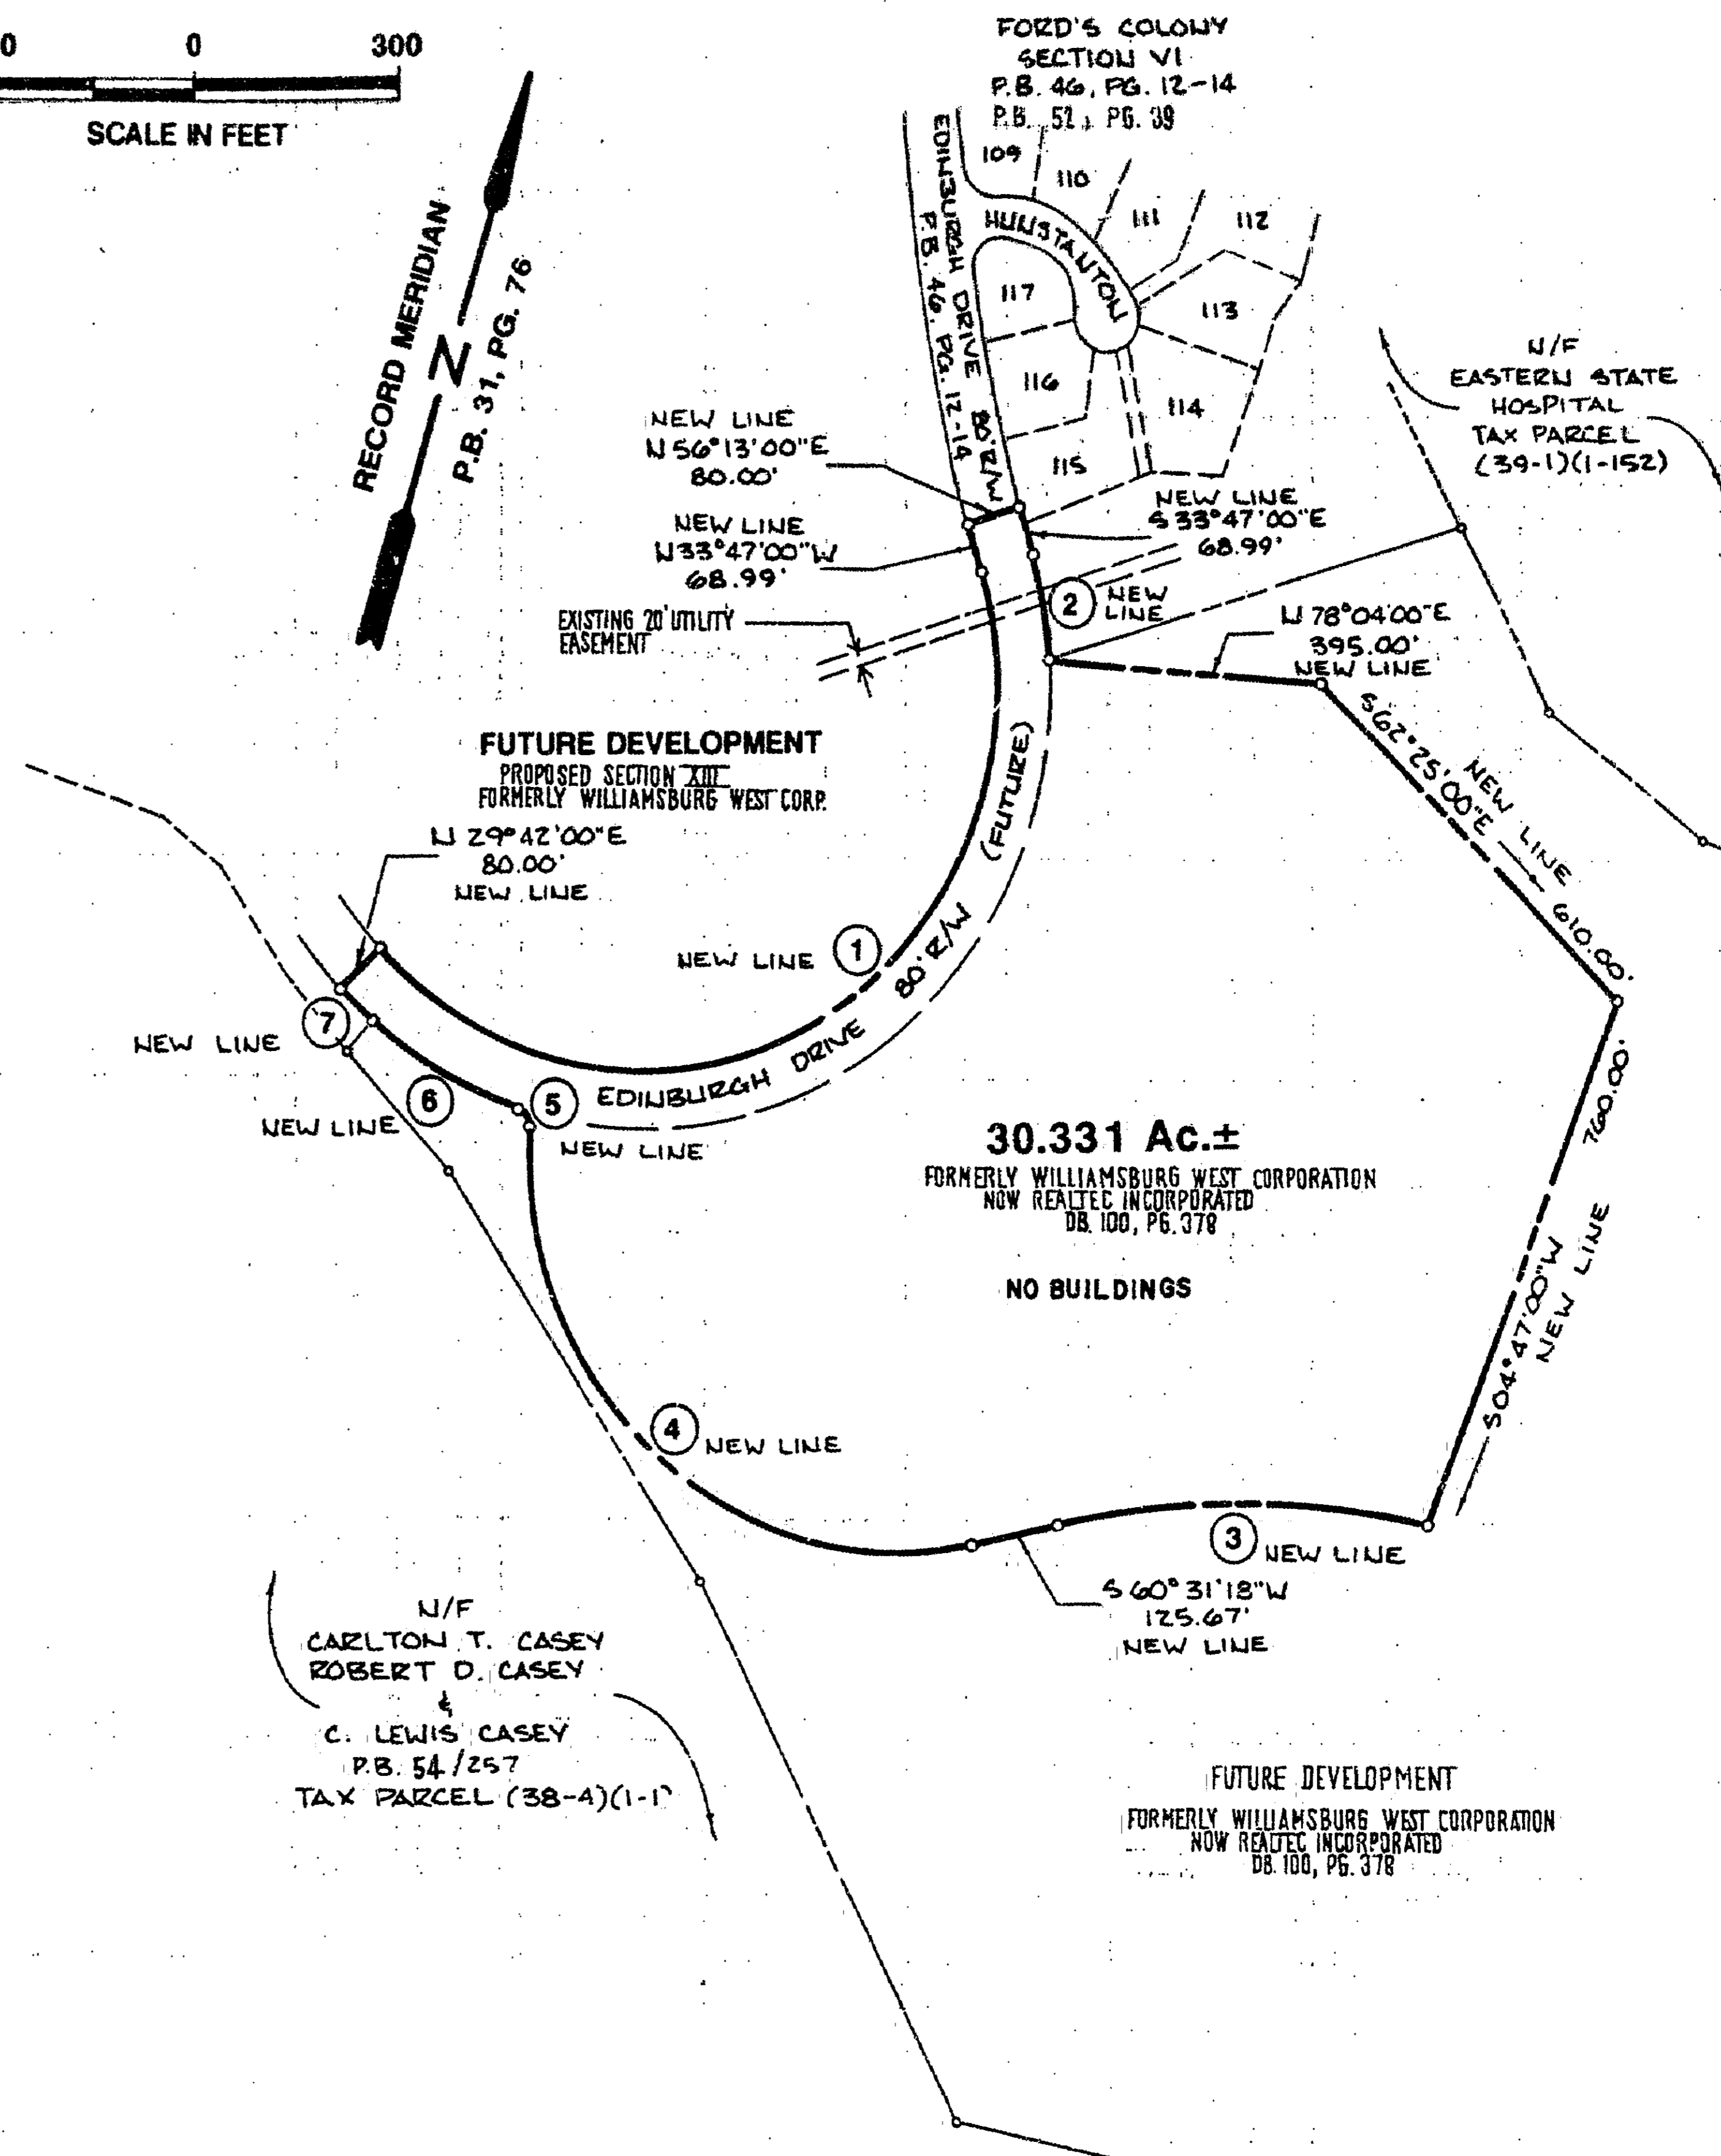 0 0 300
SCALE IN FEET
RECORD MERIDIAN
N
P.B. 31, PG. 76
FORD'S COLONY
SECTION VI
P.B. 46, PG. 12-14
P.B. 52, PG. 39
EDINBURGH DRIVE 80' R/W
P.B. 46, PG. 12-14
HUNSTANTON
109
110
111
112
113
114
115
116
117
N/F
EASTERN STATE
HOSPITAL
TAX PARCEL
(39-1)(1-152)
NEW LINE
N 56°13'00"E
80.00'
NEW LINE
N33°47'00"W
68.99'
NEW LINE
S 33°47'00"E
68.99'
EXISTING 20' UTILITY
EASEMENT
2 NEW
LINE
N 78°04'00"E
395.00'
NEW LINE
S62°25'00"E 610.00'
NEW LINE
FUTURE DEVELOPMENT
PROPOSED SECTION XIII
FORMERLY WILLIAMSBURG WEST CORP.
N 29°42'00"E
80.00'
NEW LINE
NEW LINE 1
EDINBURGH DRIVE 80' R/W (FUTURE)
7
NEW LINE
6
NEW LINE
5
NEW LINE
30.331 Ac.±
FORMERLY WILLIAMSBURG WEST CORPORATION
NOW REALTEC INCORPORATED
DB. 100, PG. 378
NO BUILDINGS
S04°47'00"W 760.00'
NEW LINE
4 NEW LINE
3 NEW LINE
S 60°31'18"W
125.67'
NEW LINE
N/F
CARLTON T. CASEY
ROBERT D. CASEY
&
C. LEWIS CASEY
P.B. 54/257
TAX PARCEL (38-4)(1-1)
FUTURE DEVELOPMENT
FORMERLY WILLIAMSBURG WEST CORPORATION
NOW REALTEC INCORPORATED
DB. 100, PG. 378